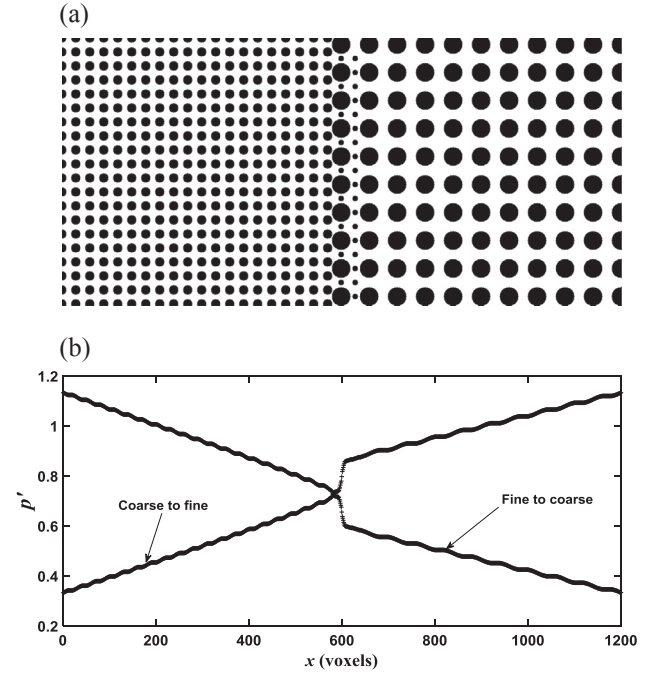 (a)
(b)
1.2
1
0.8
0.6
0.4
0.2
p'
Coarse to fine
Fine to coarse
0 200 400 600 800 1000 1200
x (voxels)